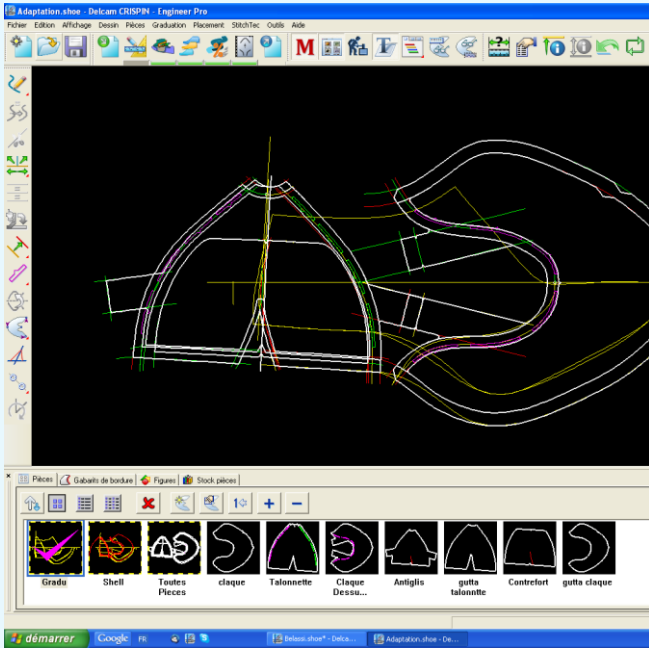 Adaptation.shoe - Delcam CRISPIN - Engineer Pro
Fichier Edition Affichage Dessin Pièces Graduation Placement StitchTec Outils Aide
M
Pièces Gabarits de bordure Figures Stock pièces
Gradu Shell Toutes Pieces claque Talonnette Claque Dessu... Antiglis gutta talonntte Contrefort gutta claque
démarrer Google FR Belassi.shoe* - Delca... Adaptation.shoe - De...